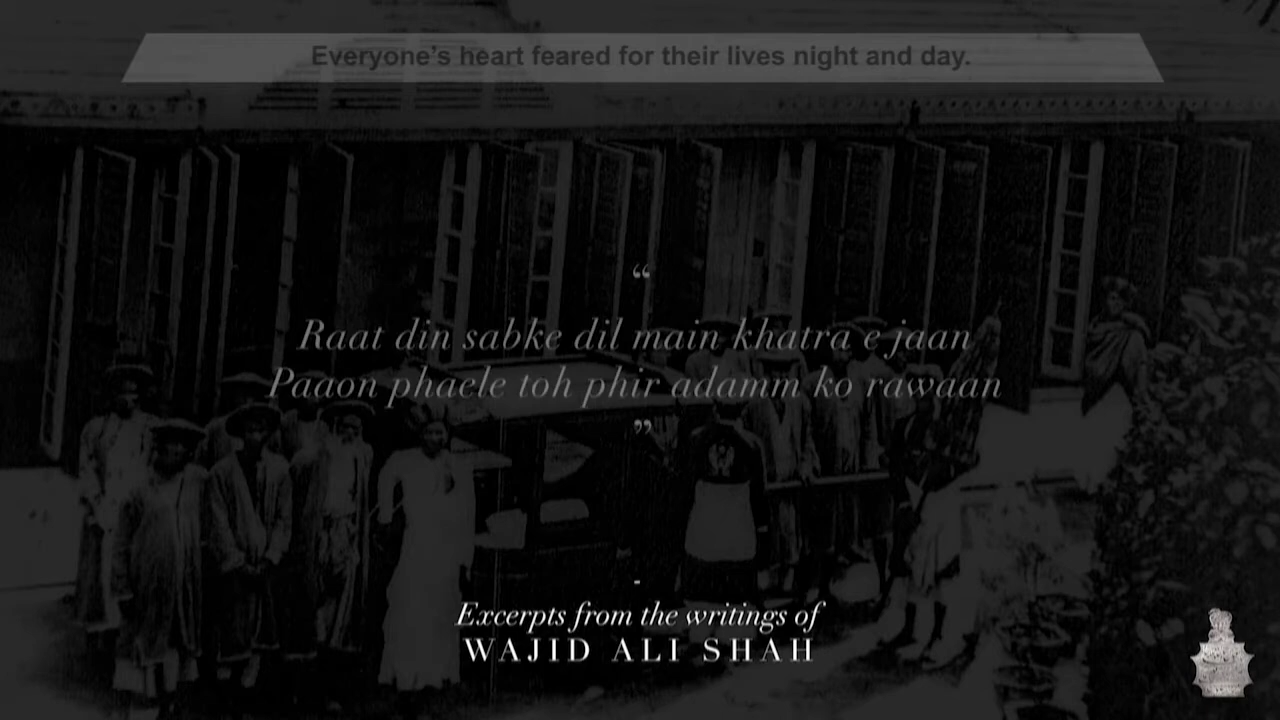 Everyone's heart feared for their lives night and day.
“
Raat din sabke dil main khatra e jaan
Paaon phaele toh phir adamm ko rawaan
”
-
Excerpts from the writings of
WAJID ALI SHAH